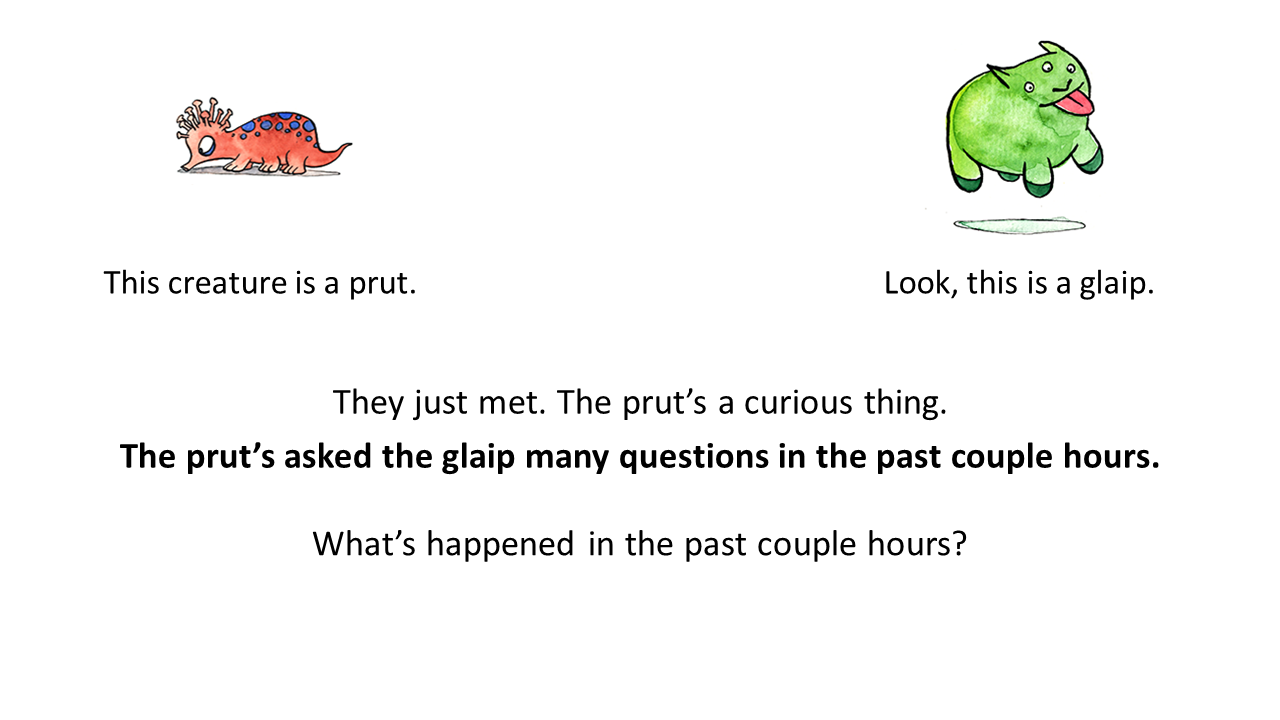 This creature is a prut.
Look, this is a glaip.
They just met. The prut’s a curious thing.
The prut’s asked the glaip many questions in the past couple hours.
What’s happened in the past couple hours?